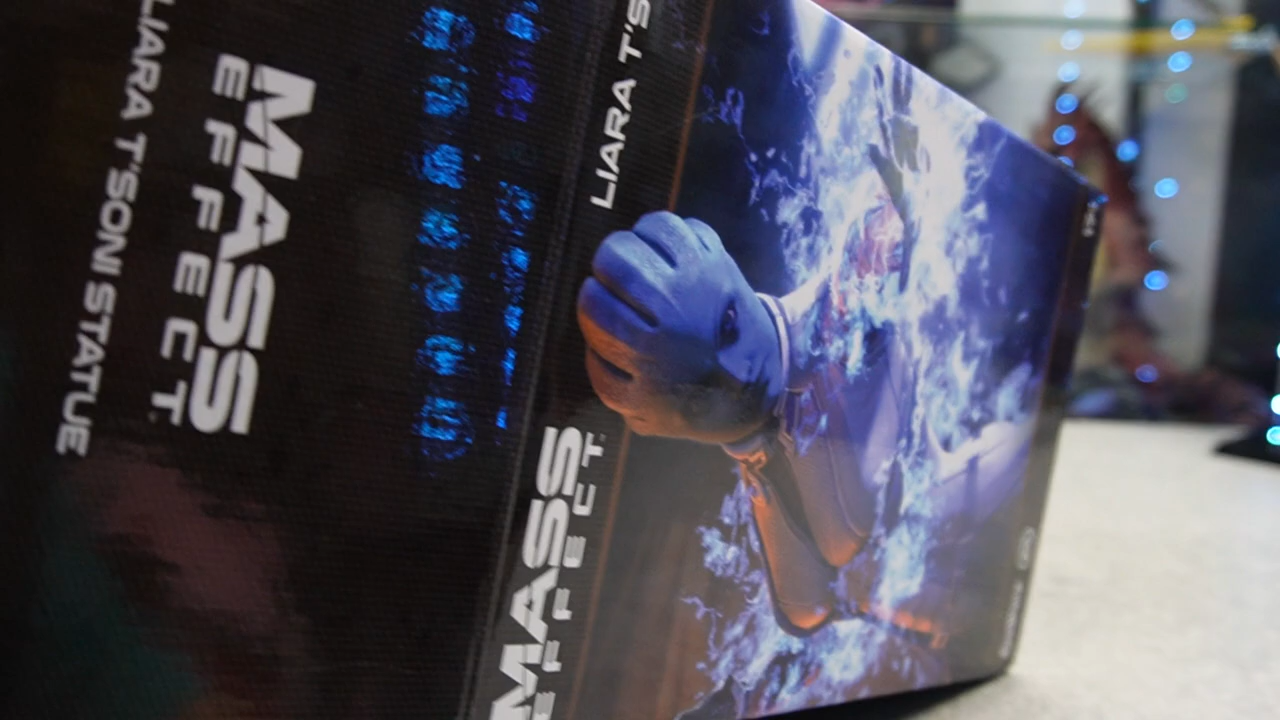 MASS
EFFECT
LIARA T'SONI STATUE
LIARA T'S
MASS
EFFECT